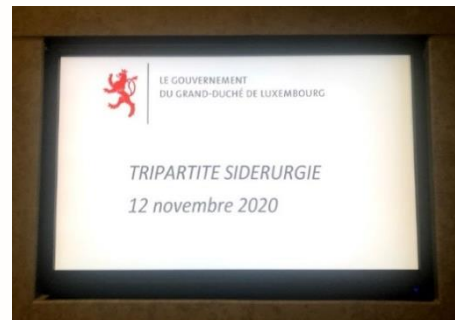 LE GOUVERNEMENT
DU GRAND-DUCHÉ DE LUXEMBOURG
TRIPARTITE SIDERURGIE
12 novembre 2020